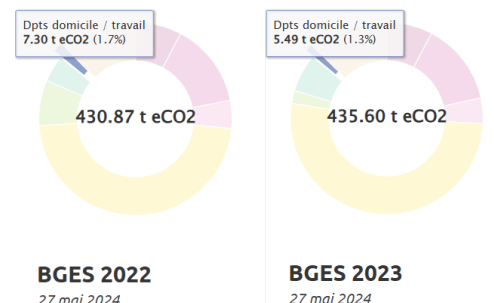 Dpts domicile / travail
7.30 t eCO2 (1.7%)
430.87 t eCO2
BGES 2022
27 mai 2024
Dpts domicile / travail
5.49 t eCO2 (1.3%)
435.60 t eCO2
BGES 2023
27 mai 2024